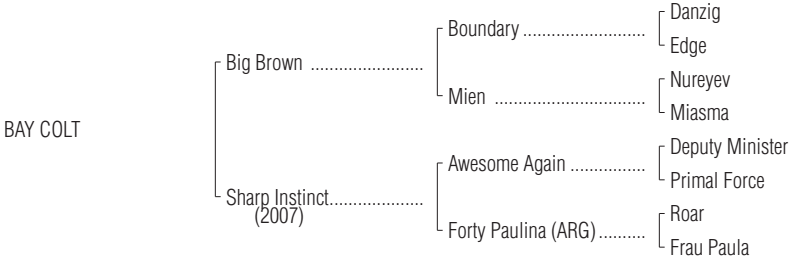 BAY COLT
Big Brown ........................
Sharp Instinct....................
(2007)
Boundary ..........................
Mien ................................
Awesome Again ................
Forty Paulina (ARG)..........
Danzig
Edge
Nureyev
Miasma
Deputy Minister
Primal Force
Roar
Frau Paula